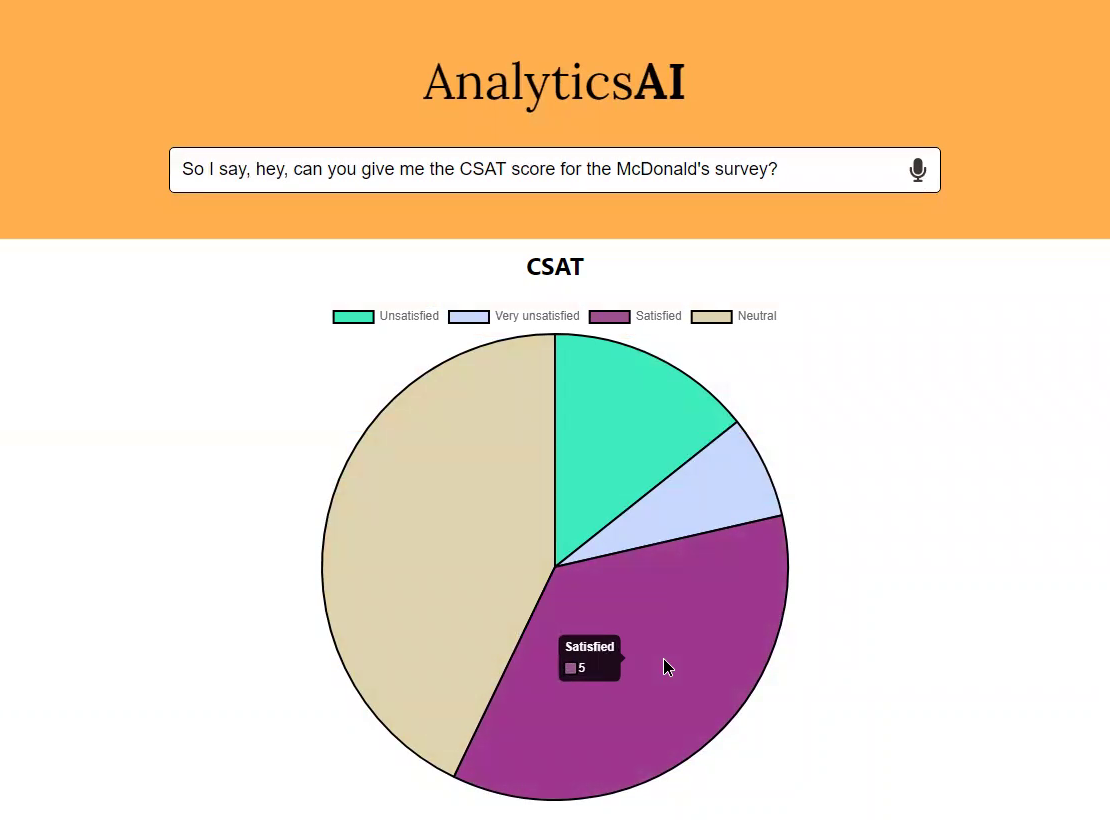 AnalyticsAI
So I say, hey, can you give me the CSAT score for the McDonald's survey?
CSAT
Unsatisfied Very unsatisfied Satisfied Neutral
Satisfied
5